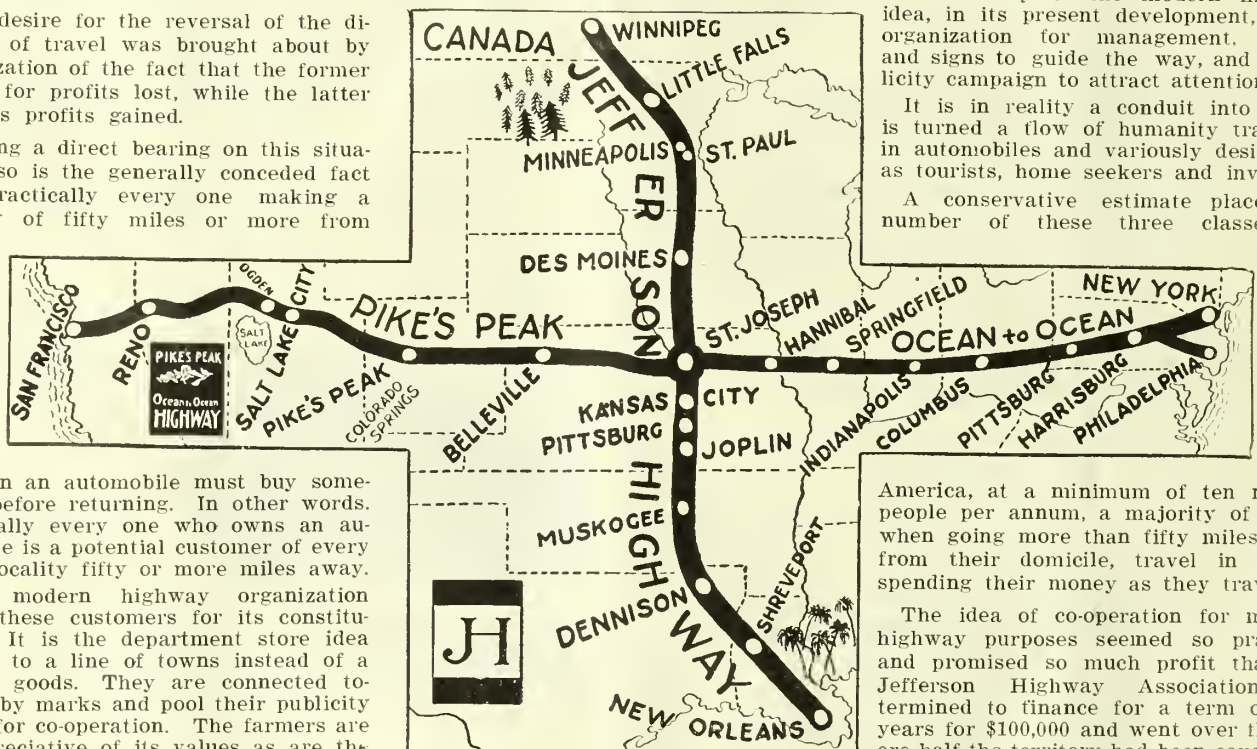 desire for the reversal of the di-
of travel was brought about by
zation of the fact that the former
for profits lost, while the latter
s profits gained.
ng a direct bearing on this situa-
so is the generally conceded fact
ractically every one making a
of fifty miles or more from
n an automobile must buy some-
before returning. In other words.
ally every one who owns an au-
e is a potential customer of every
ocality fifty or more miles away.
modern highway organization
these customers for its constitu-
It is the department store idea
to a line of towns instead of a
goods. They are connected to-
by marks and pool their publicity
for co-operation. The farmers are
reciative of its values as are the
CANADA
WINNIPEG
LITTLE FALLS
JEFFERSON HIGHWAY
MINNEAPOLIS
ST. PAUL
DES MOINES
ST. JOSEPH
KANSAS CITY
PITTSBURG
JOPLIN
MUSKOGEE
DENNISON
SHREVEPORT
NEW ORLEANS
JH
PIKE'S PEAK
OCEAN to OCEAN
SAN FRANCISCO
RENO
OGDEN
SALT LAKE
SALT LAKE CITY
PIKE'S PEAK
COLORADO SPRINGS
BELLEVILLE
HANNIBAL
SPRINGFIELD
INDIANAPOLIS
COLUMBUS
PITTSBURG
HARRISBURG
PHILADELPHIA
NEW YORK
PIKE'S PEAK
Ocean to Ocean
HIGHWAY
idea, in its present development,
organization for management,
and signs to guide the way, and
licity campaign to attract attention
It is in reality a conduit into
is turned a flow of humanity tra
in automobiles and variously desi
as tourists, home seekers and inv
A conservative estimate place
number of these three classe
America, at a minimum of ten m
people per annum, a majority of
when going more than fifty miles
from their domicile, travel in
spending their money as they trav
The idea of co-operation for m
highway purposes seemed so pra
and promised so much profit tha
Jefferson Highway Association
termined to finance for a term o
years for $100,000 and went over t